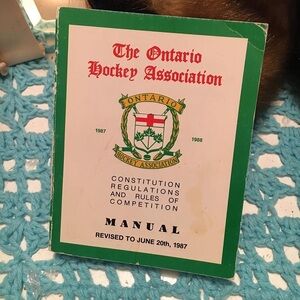 The Ontario
Hockey Association
ONTARIO
1987
1988
HOCKEY ASSOCIATION
CONSTITUTION
REGULATIONS
AND RULES OF
COMPETITION
MANUAL
REVISED TO JUNE 20th, 1987